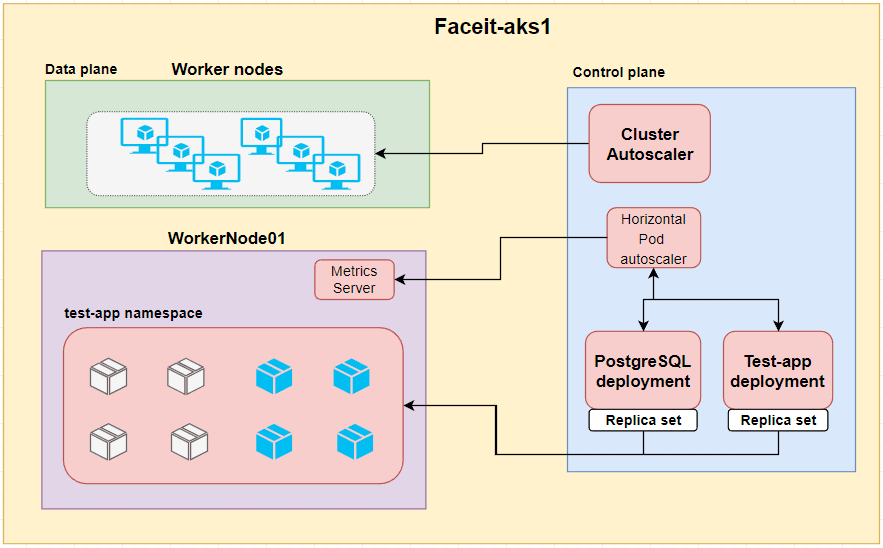 Faceit-aks1
Data plane
Worker nodes
Control plane
Cluster
Autoscaler
WorkerNode01
Horizontal
Pod
autoscaler
Metrics
Server
test-app namespace
PostgreSQL
deployment
Replica set
Test-app
deployment
Replica set